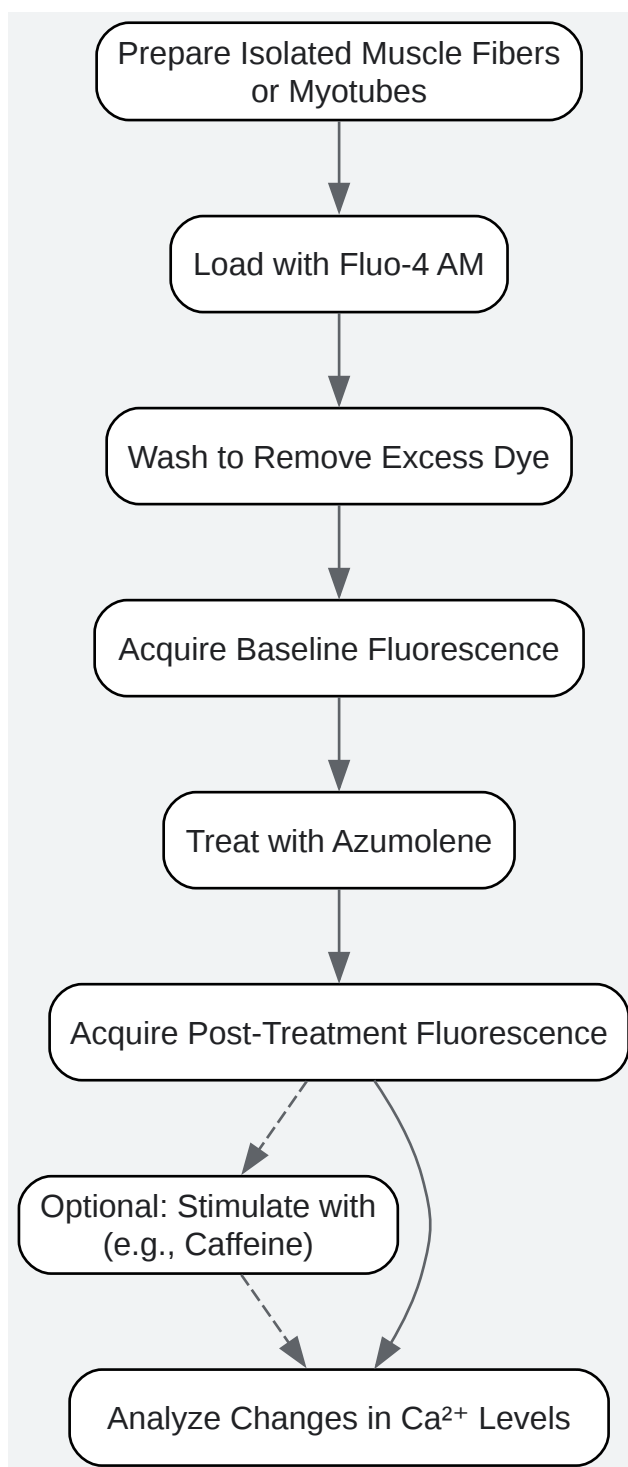 Prepare Isolated Muscle Fibers
or Myotubes
Load with Fluo-4 AM
Wash to Remove Excess Dye
Acquire Baseline Fluorescence
Treat with Azumolene
Acquire Post-Treatment Fluorescence
Optional: Stimulate with
(e.g., Caffeine)
Analyze Changes in Ca²⁺ Levels